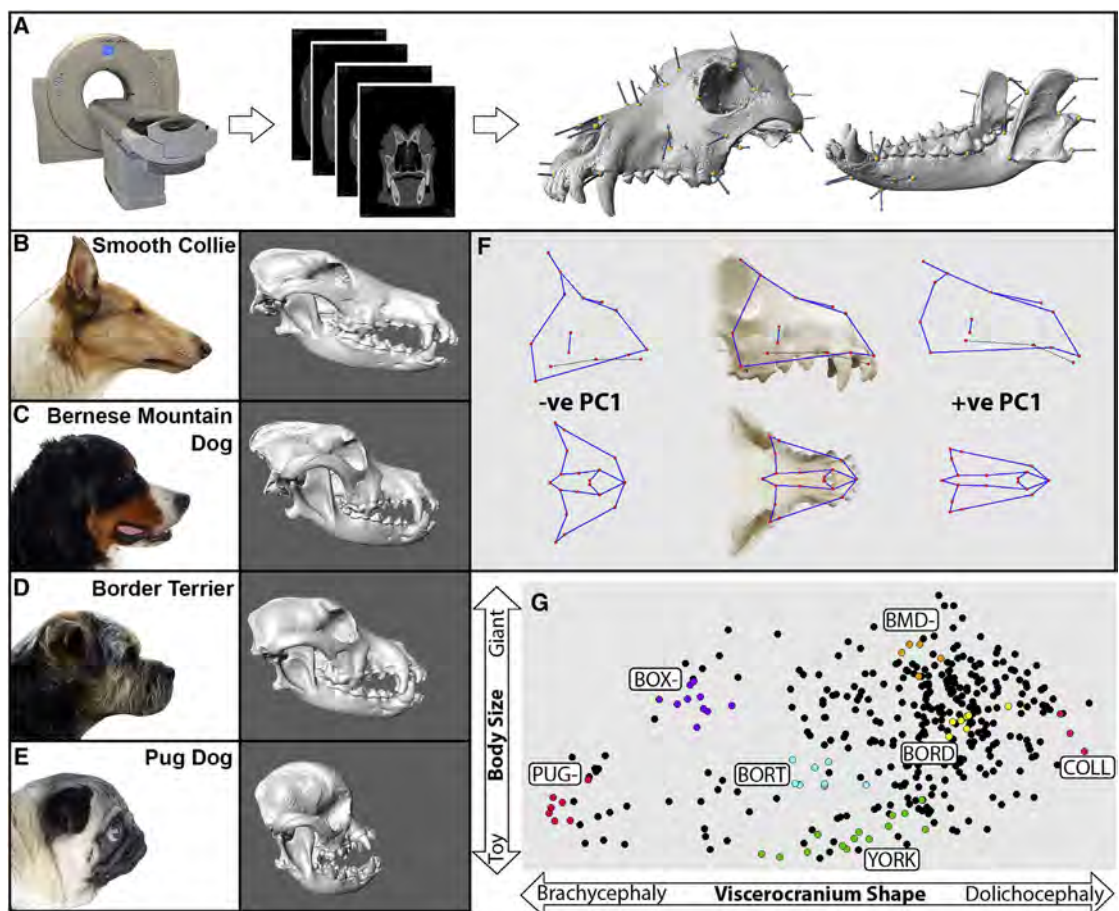 A
B
Smooth Collie
C
Bernese Mountain
Dog
D
Border Terrier
E
Pug Dog
F
-ve PC1
+ve PC1
G
Giant
Body Size
Toy
BMD-
BOX-
BORD
COLL
PUG-
BORT
YORK
Brachycephaly
Viscerocranium Shape
Dolichocephaly